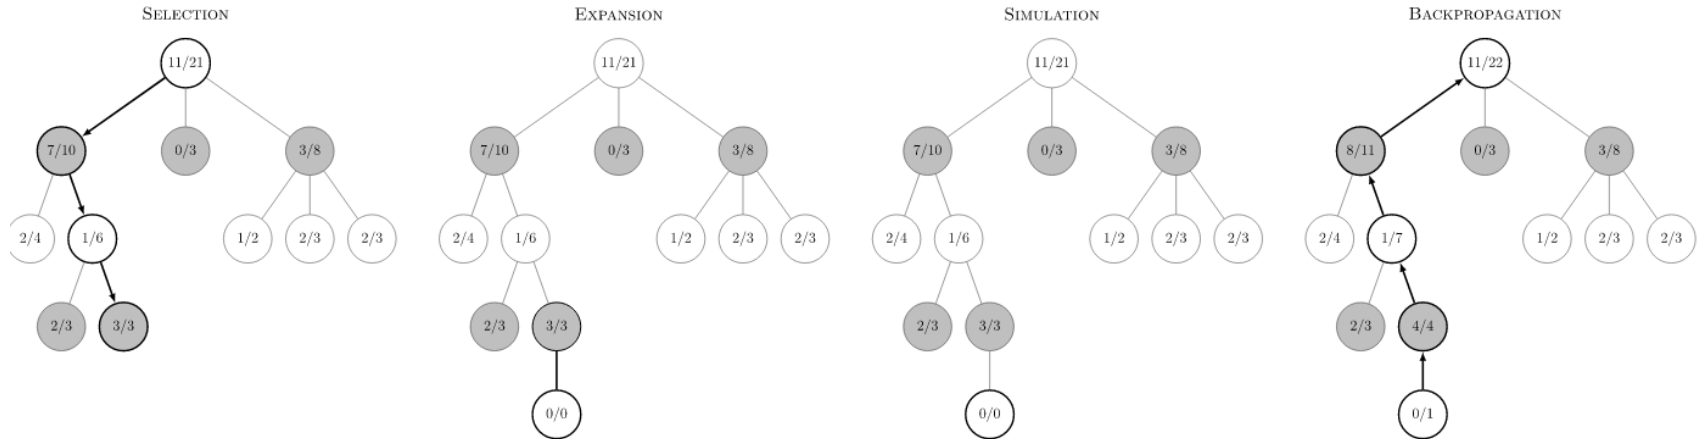 SELECTION
11/21
7/10 0/3 3/8
2/4 1/6 1/2 2/3 2/3
2/3 3/3
EXPANSION
11/21
7/10 0/3 3/8
2/4 1/6 1/2 2/3 2/3
2/3 3/3
0/0
SIMULATION
11/21
7/10 0/3 3/8
2/4 1/6 1/2 2/3 2/3
2/3 3/3
0/0
BACKPROPAGATION
11/22
8/11 0/3 3/8
2/4 1/7 1/2 2/3 2/3
2/3 4/4
0/1